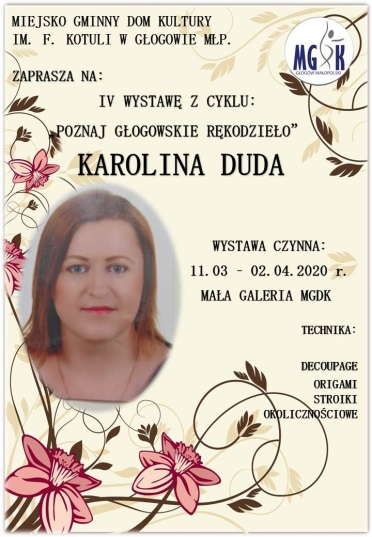 MIEJSKO GMINNY DOM KULTURY
IM. F. KOTULI W GŁOGOWIE MŁP.
MGDK
GŁOGÓW MAŁOPOLSKI
ZAPRASZA NA:
IV WYSTAWĘ Z CYKLU:
„POZNAJ GŁOGOWSKIE RĘKODZIEŁO”
KAROLINA DUDA
WYSTAWA CZYNNA:
11.03 - 02.04.2020 r.
MAŁA GALERIA MGDK
TECHNIKA:
DECOUPAGE
ORIGAMI
STROIKI
OKOLICZNOŚCIOWE